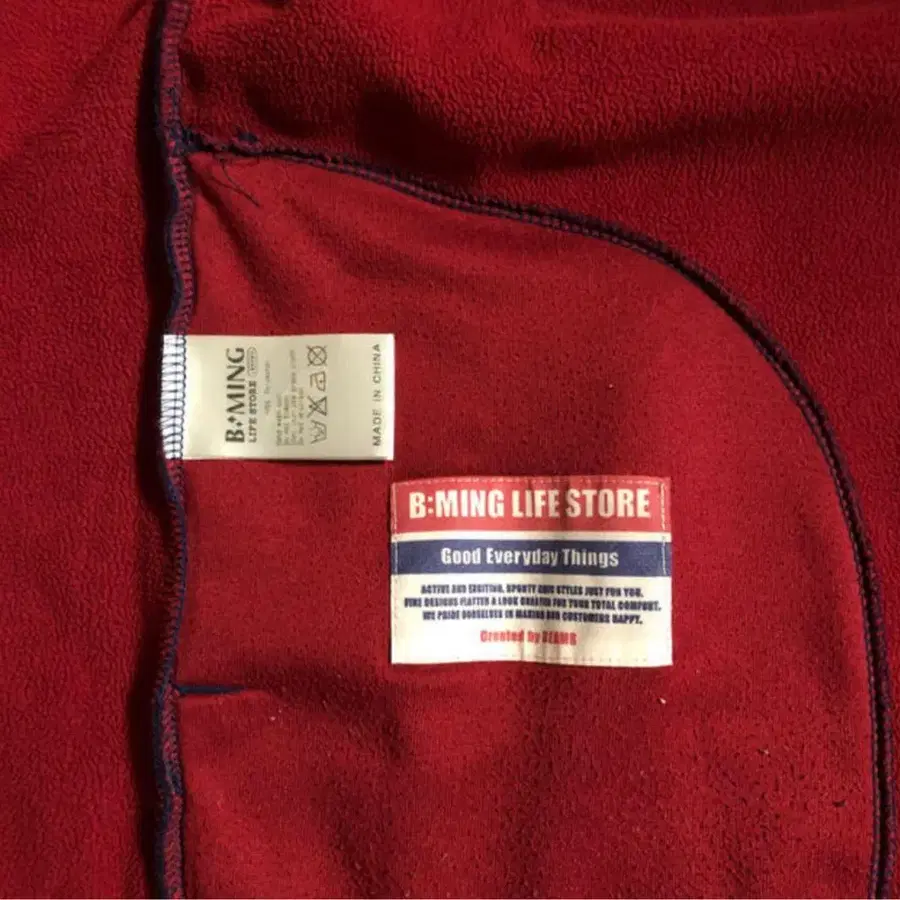 B:MING
LIFE STORE
MADE IN CHINA
B:MING LIFE STORE
Good Everyday Things
ACTIVE AND EXCITING, SPORTY CHIC STYLES JUST FOR YOU.
FINE DESIGNS FLATTER A LOOK CREATED FOR YOUR TOTAL COMFORT.
WE PRIDE OURSELVES IN MAKING OUR CUSTOMERS HAPPY.
Created by BEAMS